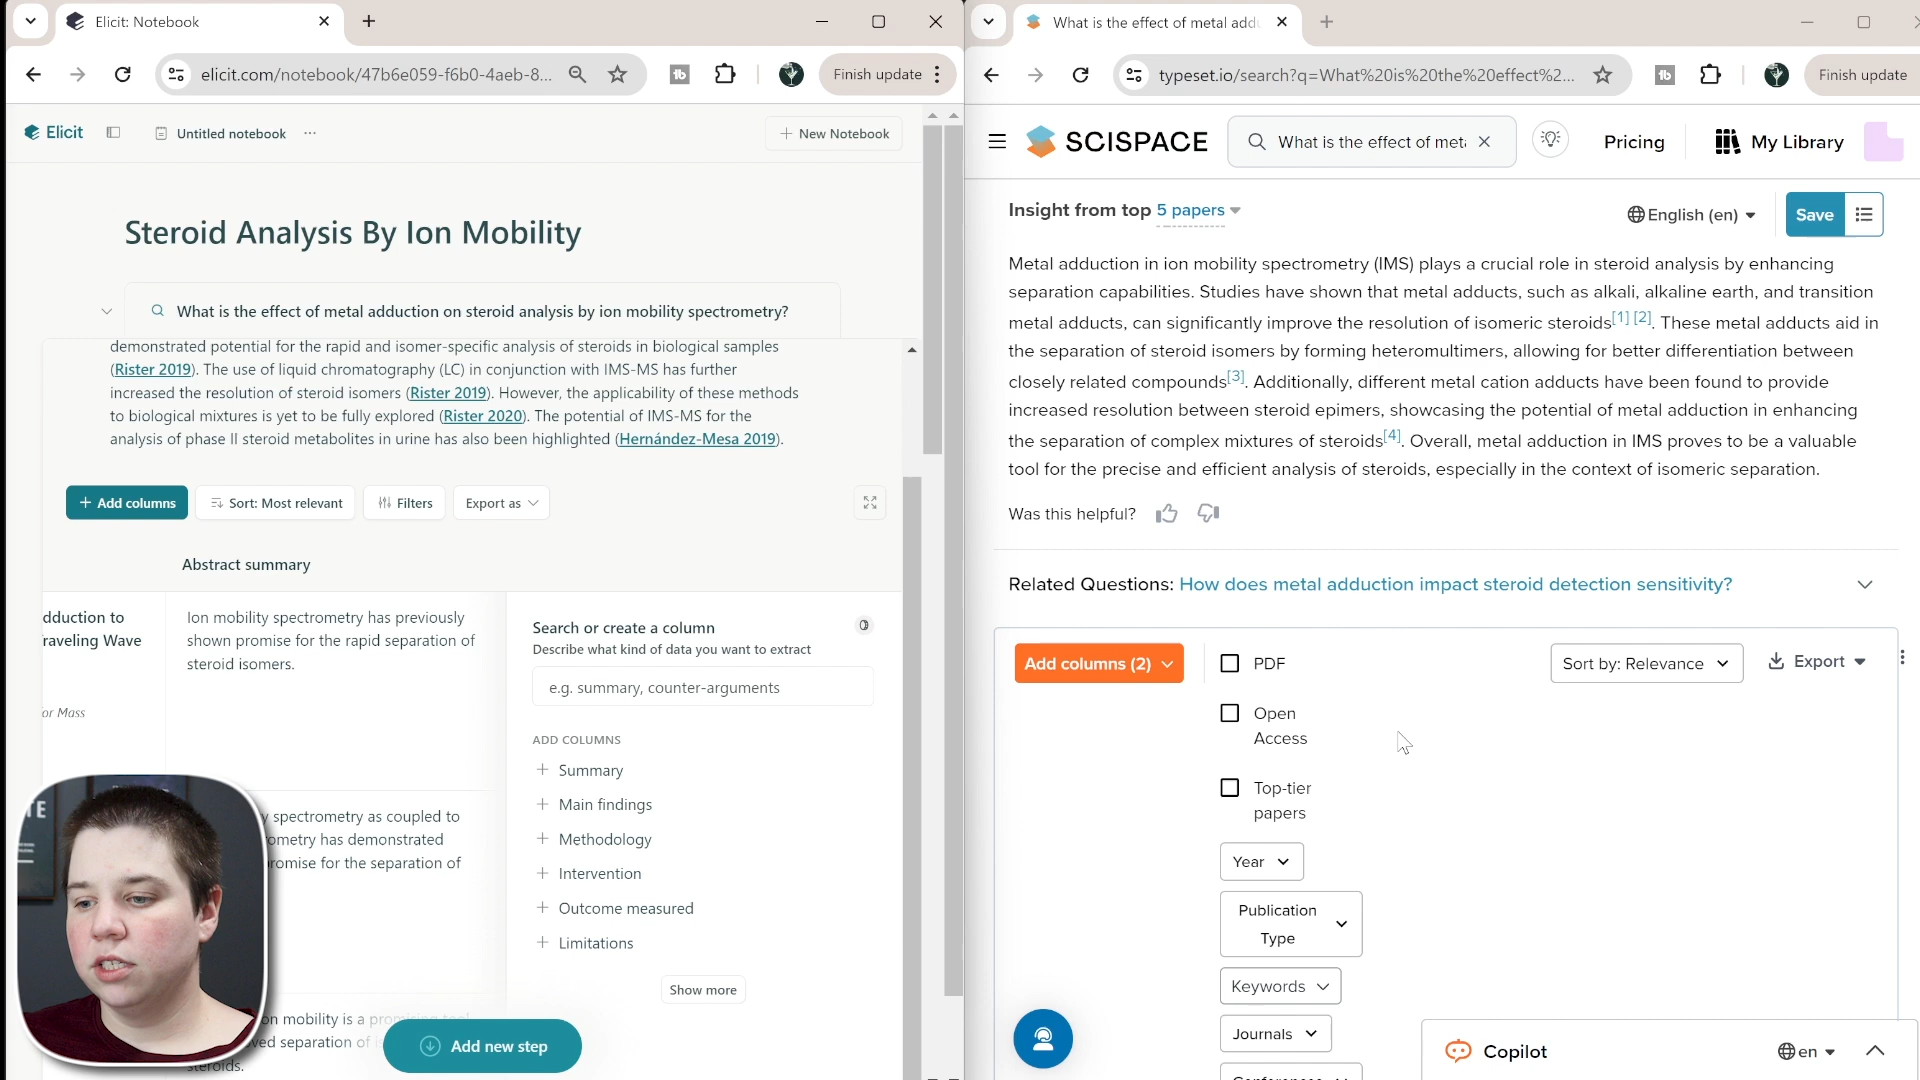 Elicit: Notebook
elicit.com/notebook/47b6e059-f6b0-4aeb-8...
Finish update
Elicit
Untitled notebook
New Notebook
Steroid Analysis By Ion Mobility
What is the effect of metal adduction on steroid analysis by ion mobility spectrometry?
demonstrated potential for the rapid and isomer-specific analysis of steroids in biological samples
(Rister 2019). The use of liquid chromatography (LC) in conjunction with IMS-MS has further
increased the resolution of steroid isomers (Rister 2019). However, the applicability of these methods
to biological mixtures is yet to be fully explored (Rister 2020). The potential of IMS-MS for the
analysis of phase II steroid metabolites in urine has also been highlighted (Hernández-Mesa 2019).
+ Add columns
Sort: Most relevant
Filters
Export as
Abstract summary
dduction to
raveling Wave
or Mass
Ion mobility spectrometry has previously
shown promise for the rapid separation of
steroid isomers.
y spectrometry as coupled to
ometry has demonstrated
promise for the separation of
on mobility is a
ved separation of
steroids.
Search or create a column
Describe what kind of data you want to extract
e.g. summary, counter-arguments
ADD COLUMNS
+ Summary
+ Main findings
+ Methodology
+ Intervention
+ Outcome measured
+ Limitations
Show more
Add new step
What is the effect of metal addu
typeset.io/search?q=What%20is%20the%20effect%2...
Finish update
SCISPACE
What is the effect of meta
Pricing
My Library
Insight from top 5 papers
English (en)
Save
Metal adduction in ion mobility spectrometry (IMS) plays a crucial role in steroid analysis by enhancing
separation capabilities. Studies have shown that metal adducts, such as alkali, alkaline earth, and transition
metal adducts, can significantly improve the resolution of isomeric steroids[1] [2]. These metal adducts aid in
the separation of steroid isomers by forming heteromultimers, allowing for better differentiation between
closely related compounds[3]. Additionally, different metal cation adducts have been found to provide
increased resolution between steroid epimers, showcasing the potential of metal adduction in enhancing
the separation of complex mixtures of steroids[4]. Overall, metal adduction in IMS proves to be a valuable
tool for the precise and efficient analysis of steroids, especially in the context of isomeric separation.
Was this helpful?
Related Questions: How does metal adduction impact steroid detection sensitivity?
Add columns (2)
PDF
Open
Access
Top-tier
papers
Year
Publication
Type
Keywords
Journals
Sort by: Relevance
Export
Copilot
en